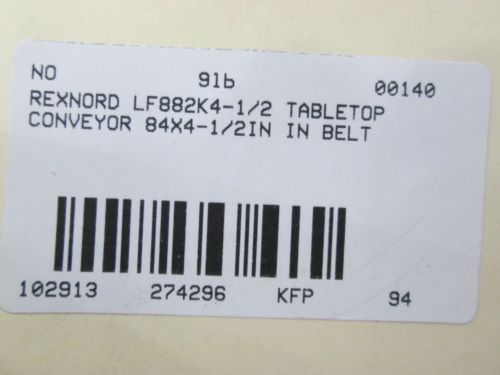 NO 91b 00140
REXNORD LF882K4-1/2 TABLETOP
CONVEYOR 84X4-1/2IN IN BELT
102913 274296 KFP 94